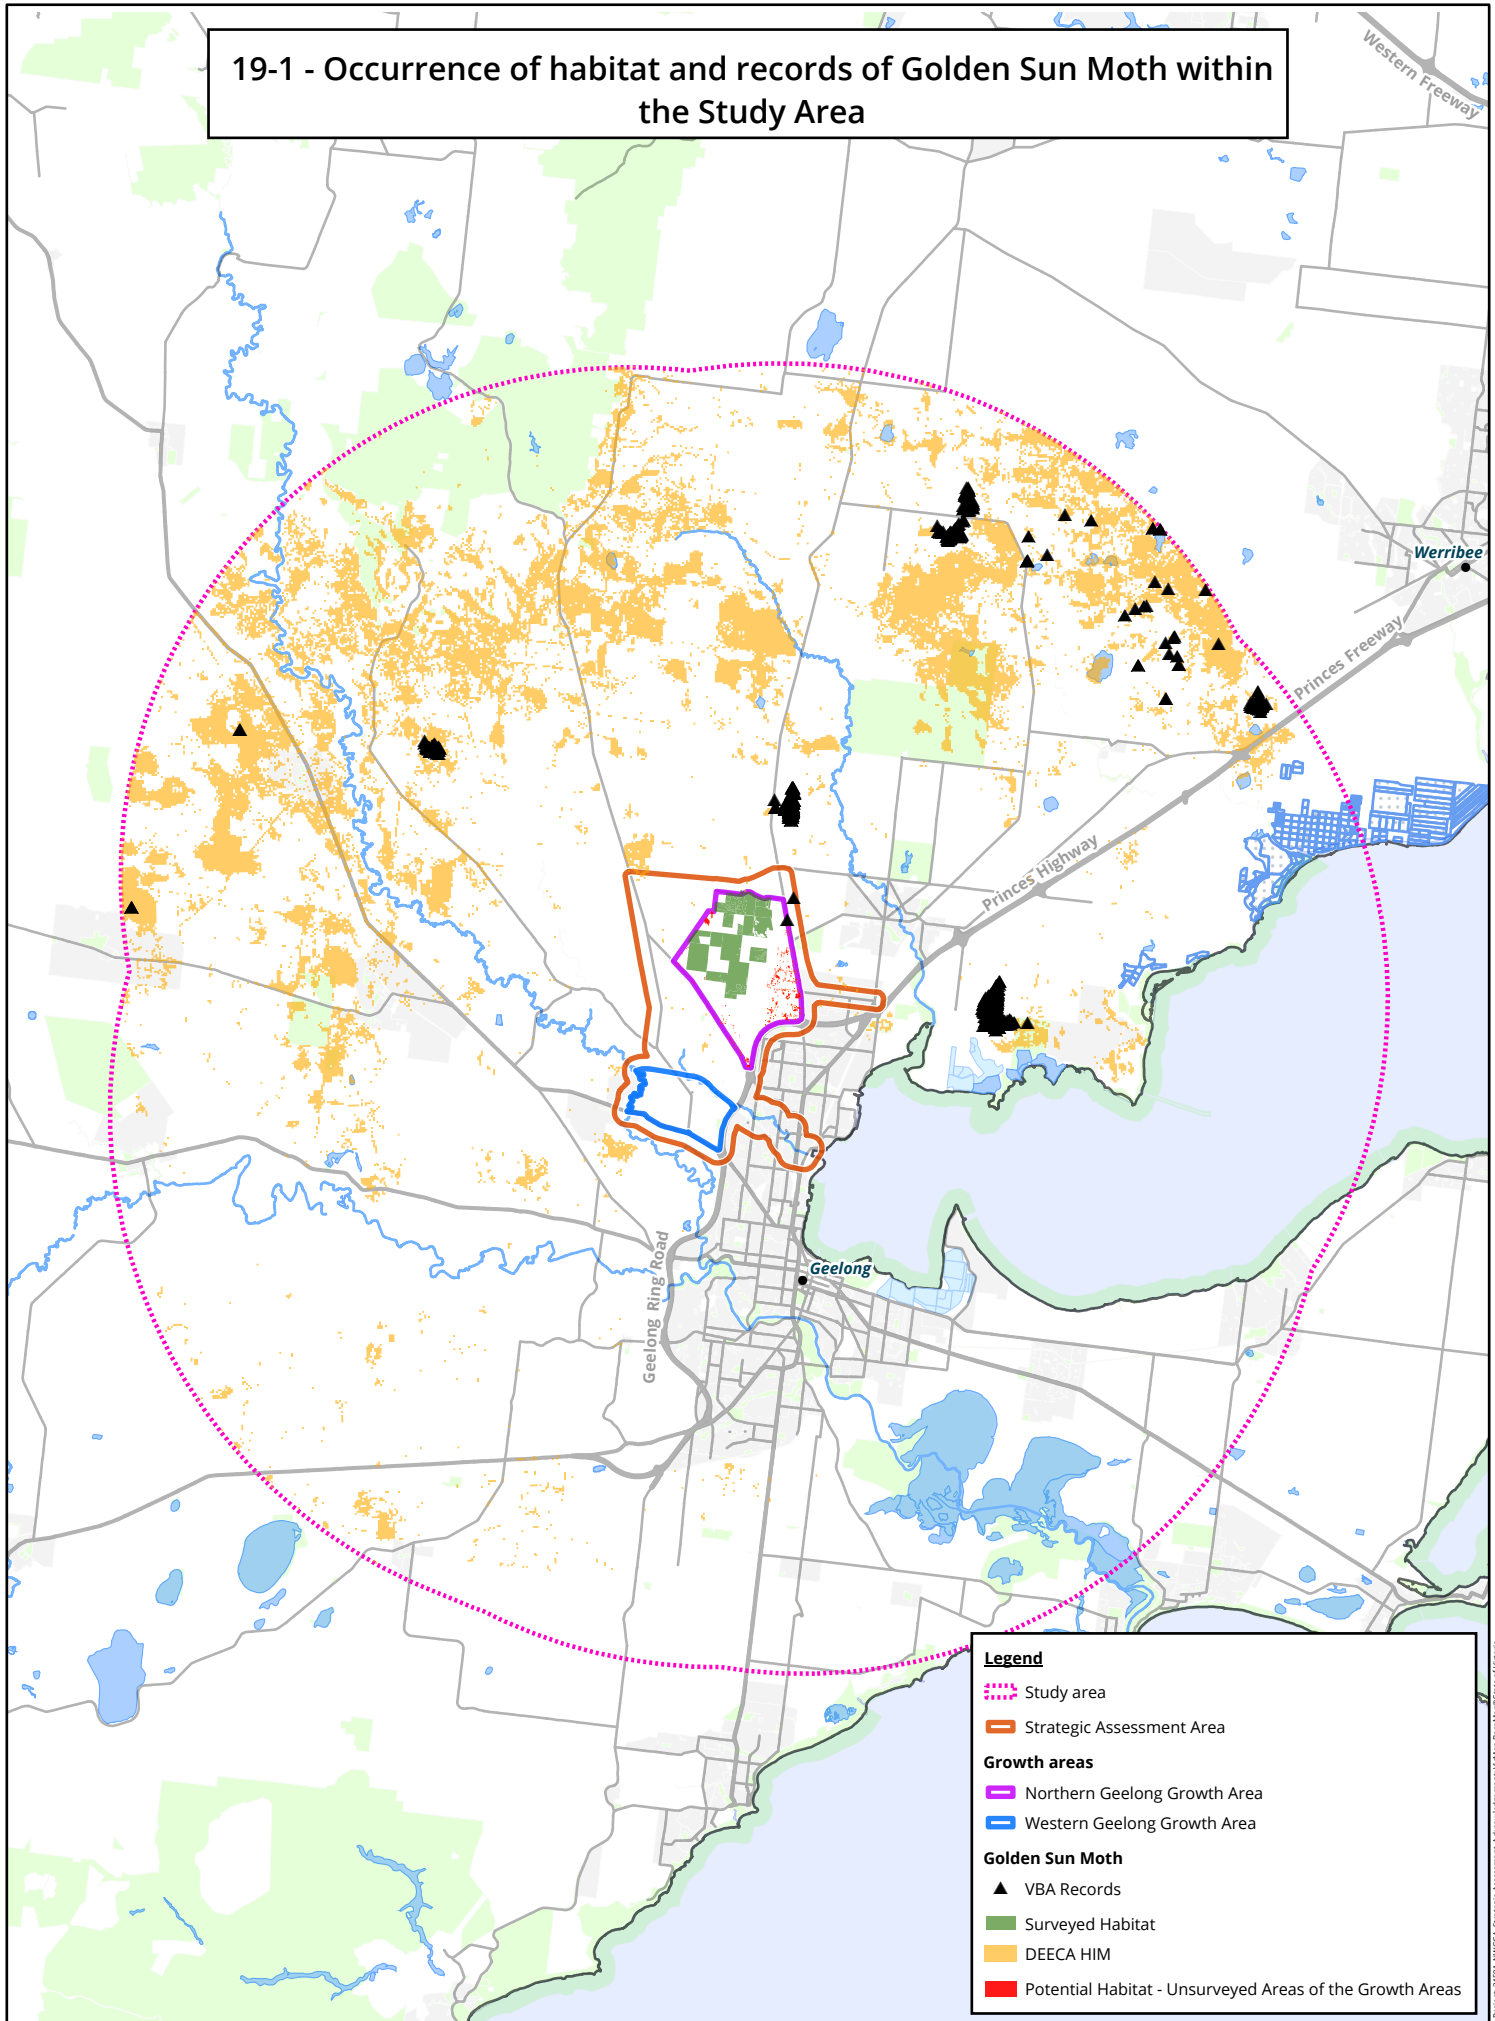 19-1 - Occurrence of habitat and records of Golden Sun Moth within
the Study Area
Western Freeway
Werribee
Princes Freeway
Princes Highway
Geelong
Geelong Ring Road
Legend
Study area
Strategic Assessment Area
Growth areas
Northern Geelong Growth Area
Western Geelong Growth Area
Golden Sun Moth
VBA Records
Surveyed Habitat
DEECA HIM
Potential Habitat - Unsurveyed Areas of the Growth Areas